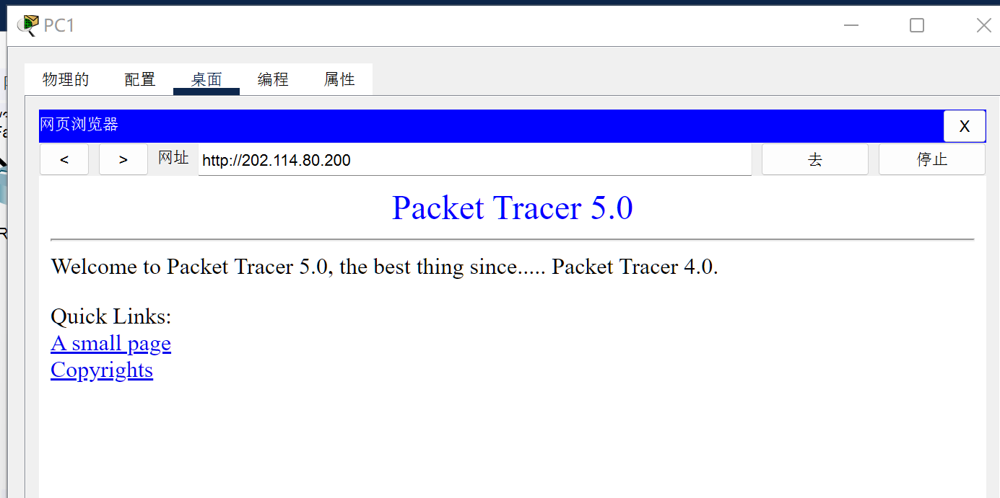 PC1
物理的 配置 桌面 编程 属性
网页浏览器 X
< > 网址 http://202.114.80.200 去 停止
Packet Tracer 5.0
Welcome to Packet Tracer 5.0, the best thing since..... Packet Tracer 4.0.
Quick Links:
A small page
Copyrights